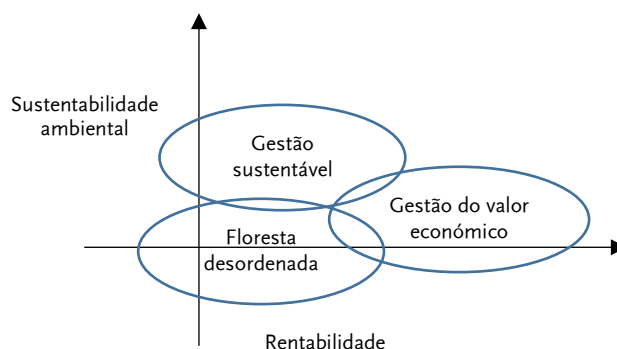 Sustentabilidade
ambiental
Gestão
sustentável
Gestão do valor
económico
Floresta
desordenada
Rentabilidade